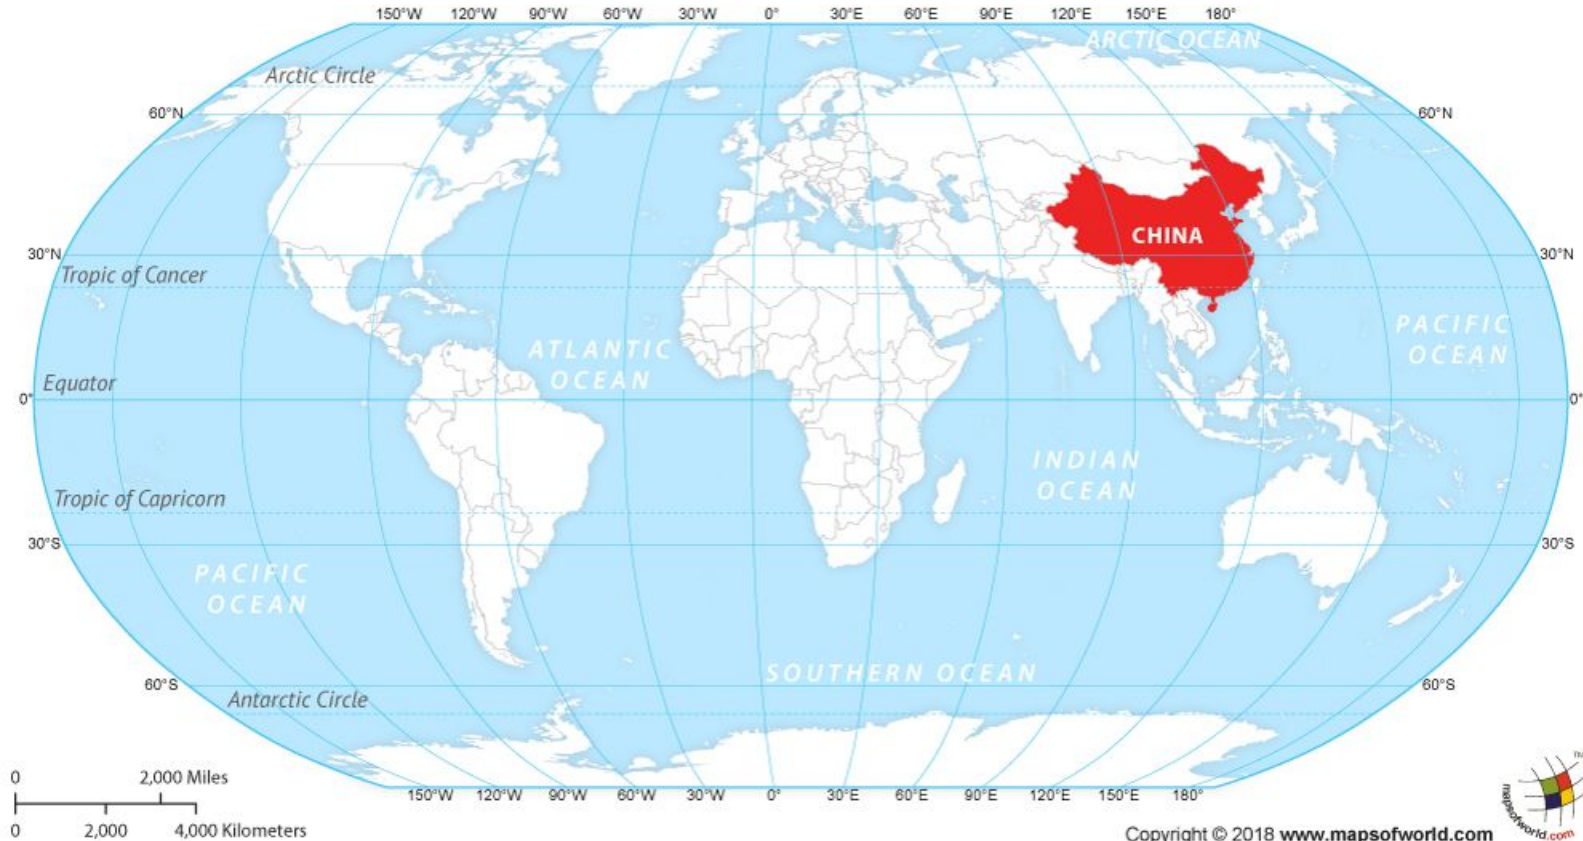 150°W 120°W 90°W 60°W 30°W 0° 30°E 60°E 90°E 120°E 150°E 180°
ARCTIC OCEAN
Arctic Circle
60°N 60°N
CHINA
30°N 30°N
Tropic of Cancer
PACIFIC
OCEAN
ATLANTIC
OCEAN
Equator
0° 0°
INDIAN
OCEAN
Tropic of Capricorn
30°S 30°S
PACIFIC
OCEAN
SOUTHERN OCEAN
60°S 60°S
Antarctic Circle
0 2,000 Miles
0 2,000 4,000 Kilometers
150°W 120°W 90°W 60°W 30°W 0° 30°E 60°E 90°E 120°E 150°E 180°
TM
mapsofworld.com
Copyright © 2018 www.mapsofworld.com